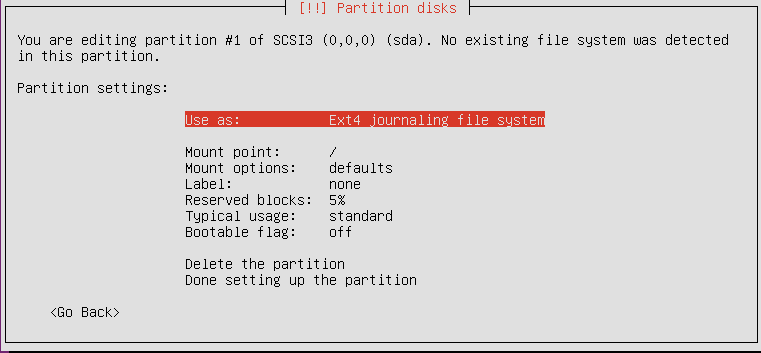 [!!] Partition disks
You are editing partition #1 of SCSI3 (0,0,0) (sda). No existing file system was detected
in this partition.
Partition settings:
Use as: Ext4 journaling file system
Mount point: /
Mount options: defaults
Label: none
Reserved blocks: 5%
Typical usage: standard
Bootable flag: off
Delete the partition
Done setting up the partition
<Go Back>